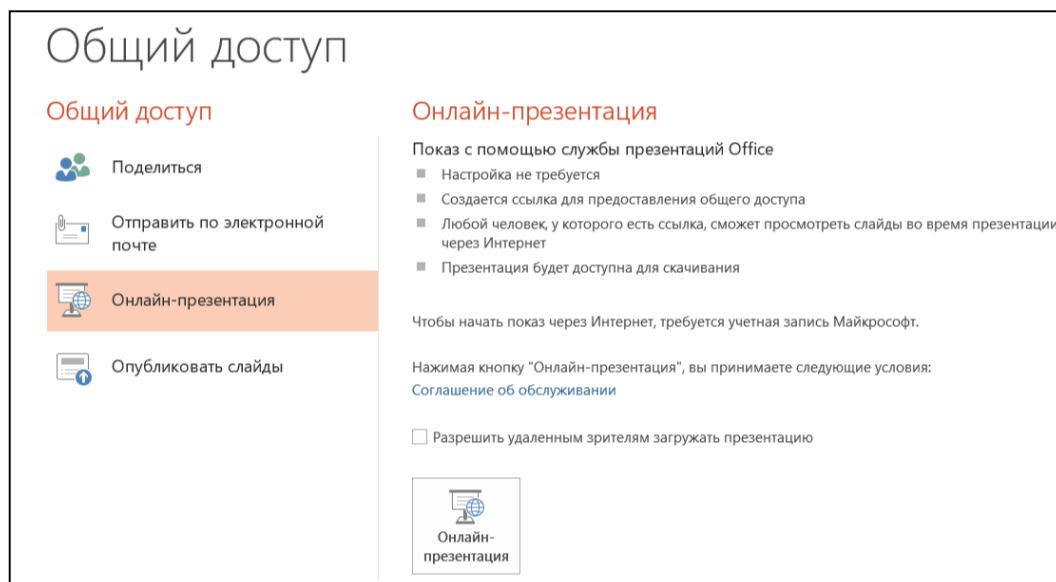 Общий доступ
Общий доступ
Поделиться
Отправить по электронной
почте
Онлайн-презентация
Опубликовать слайды
Онлайн-презентация
Показ с помощью службы презентаций Office
Настройка не требуется
Создается ссылка для предоставления общего доступа
Любой человек, у которого есть ссылка, сможет просмотреть слайды во время презентации
через Интернет
Презентация будет доступна для скачивания
Чтобы начать показ через Интернет, требуется учетная запись Майкрософт.
Нажимая кнопку "Онлайн-презентация", вы принимаете следующие условия:
Соглашение об обслуживании
Разрешить удаленным зрителям загружать презентацию
Онлайн-
презентация